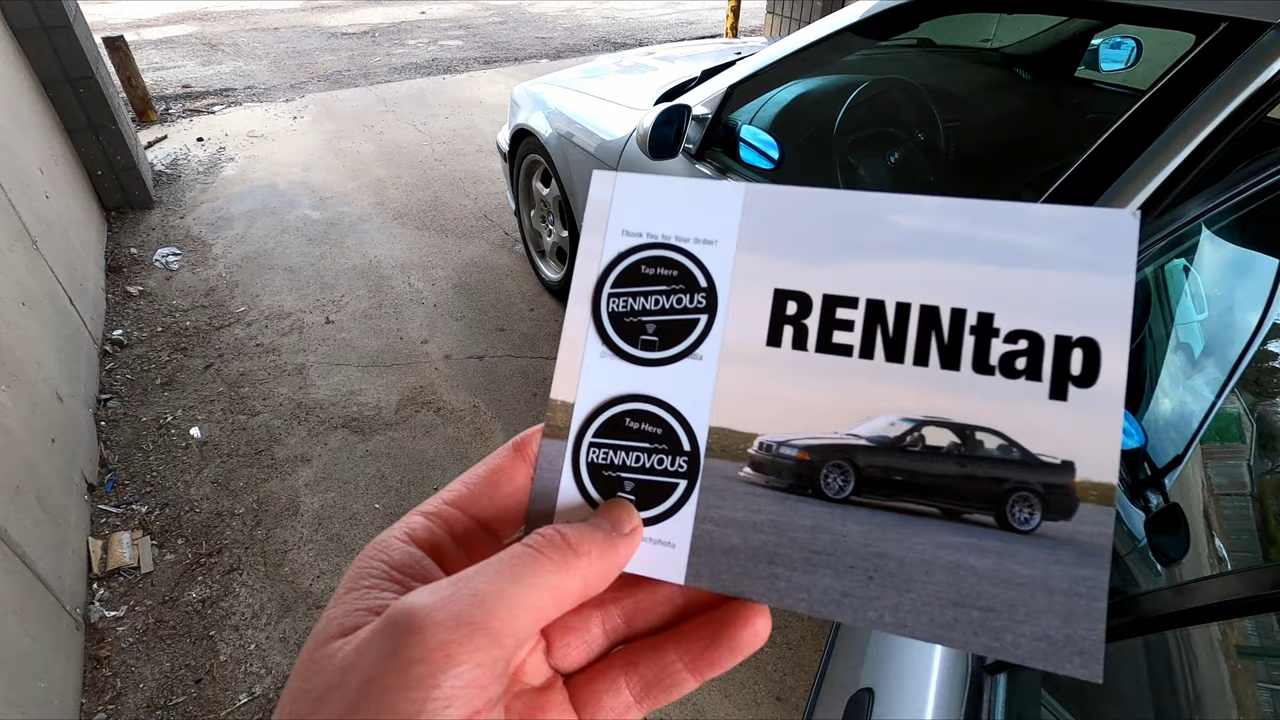 Thank You for Your Order!
Tap Here
RENNDVOUS
Tap Here
RENNDVOUS
RENNtap